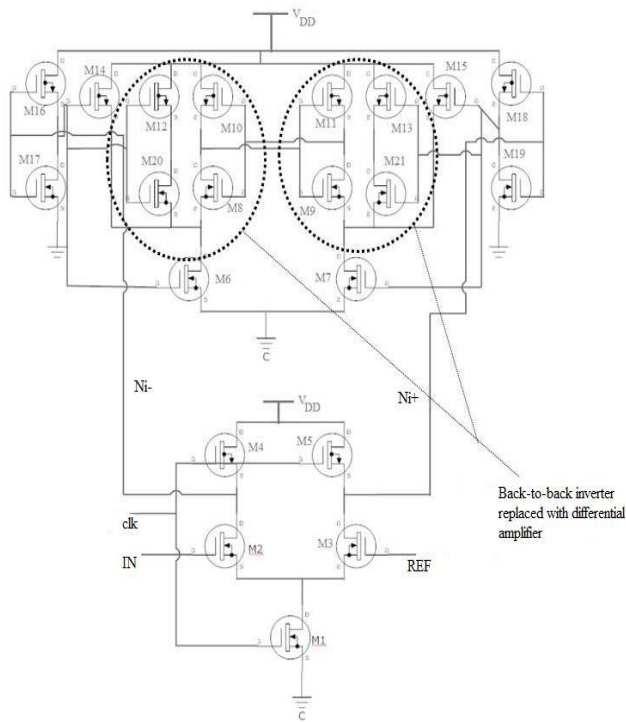 VDD
M14
M15
M16
M12
M10
M11
M13
M18
M17
M20
M21
M19
M8
M9
M6
M7
C
Ni-
Ni+
VDD
M4
M5
Back-to-back inverter
replaced with differential
amplifier
clk
IN
M2
M3
REF
M1
C